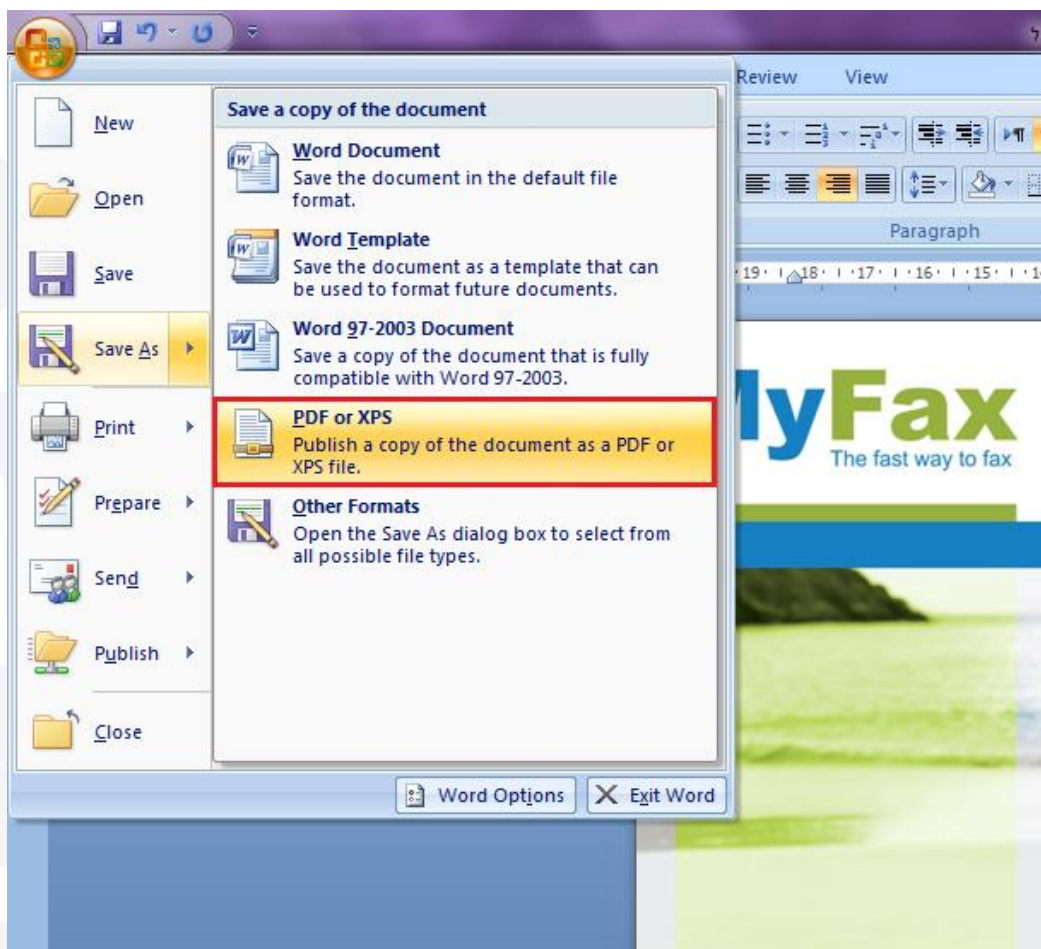 ל
Review View
New
Open
Save
Save As
Print
Prepare
Send
Publish
Close
Save a copy of the document
Word Document
Save the document in the default file
format.
Word Template
Save the document as a template that can
be used to format future documents.
Word 97-2003 Document
Save a copy of the document that is fully
compatible with Word 97-2003.
PDF or XPS
Publish a copy of the document as a PDF or
XPS file.
Other Formats
Open the Save As dialog box to select from
all possible file types.
Word Options Exit Word
Paragraph
19 18 17 16 15 1
lyFax
The fast way to fax